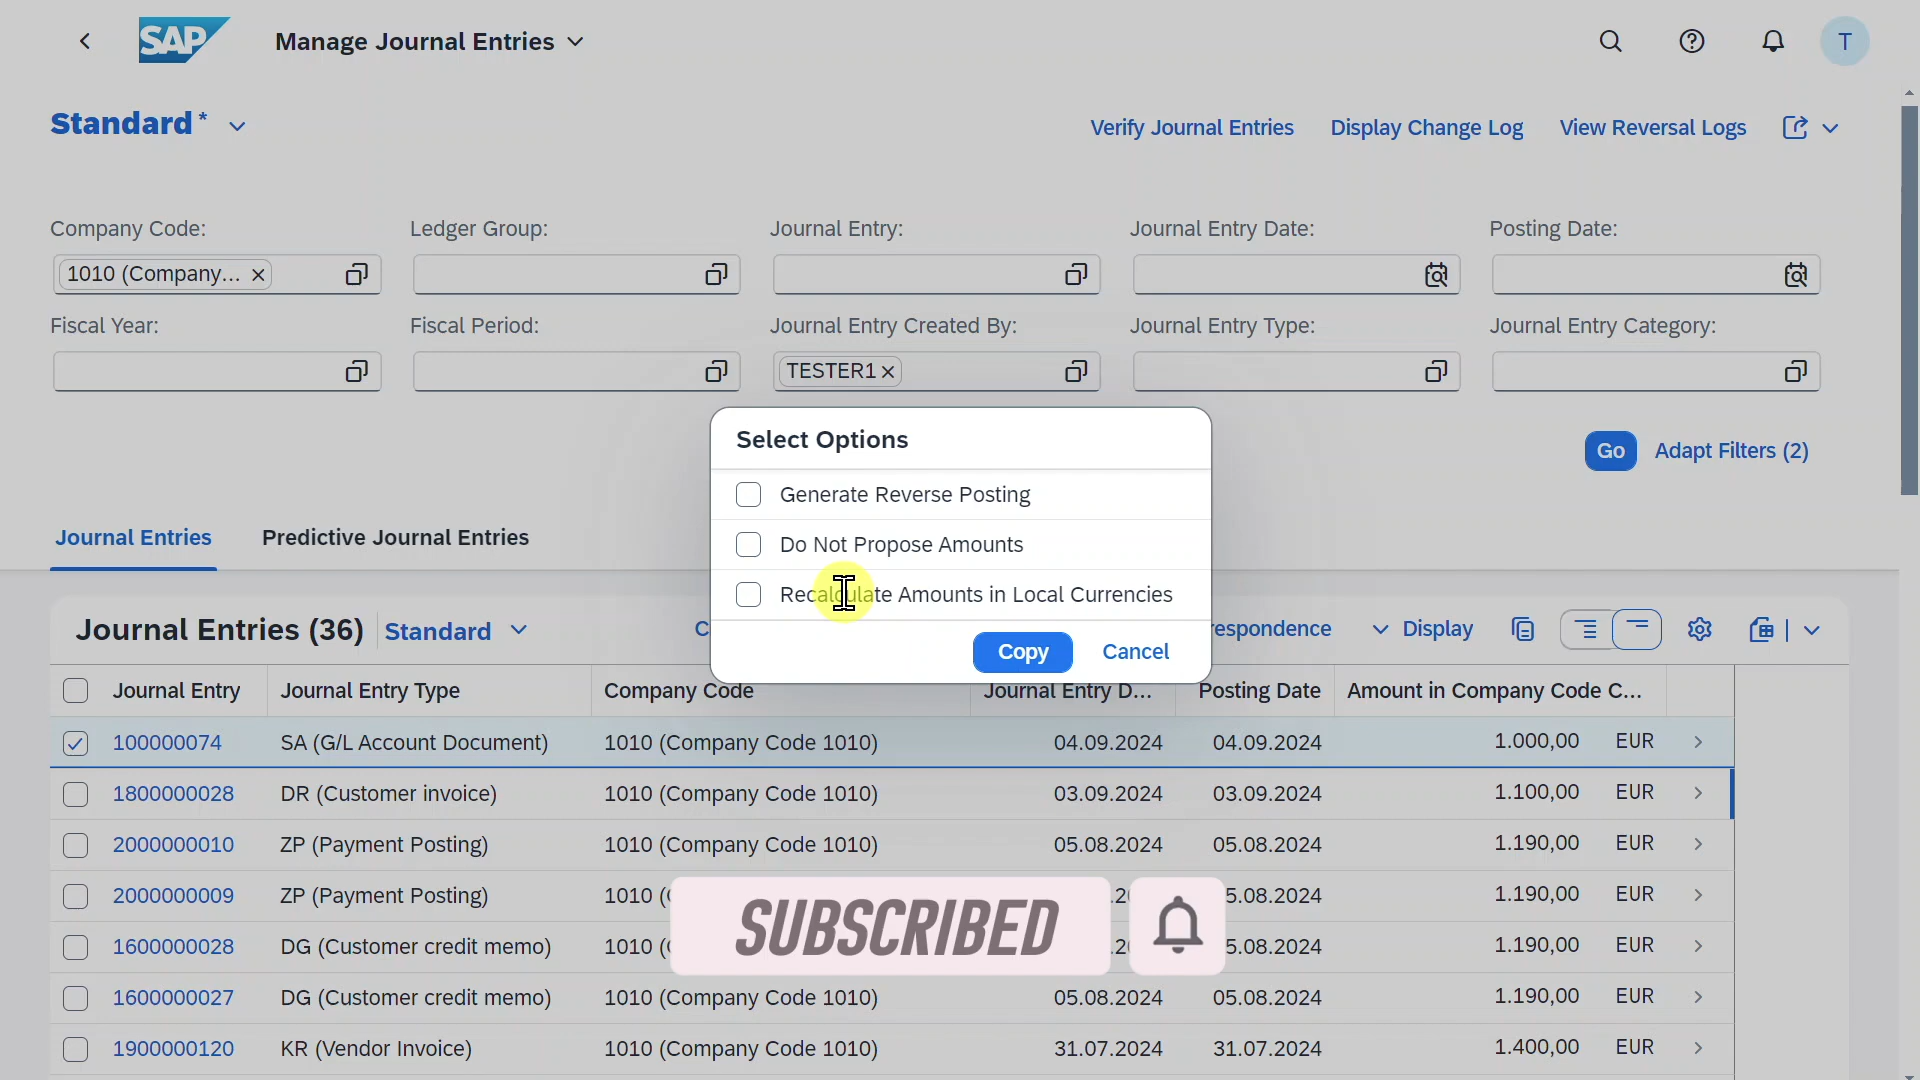 SAP Manage Journal Entries T
Standard * Verify Journal Entries Display Change Log View Reversal Logs
Company Code: Ledger Group: Journal Entry: Journal Entry Date: Posting Date:
1010 (Company...
Fiscal Year: Fiscal Period: Journal Entry Created By: Journal Entry Type: Journal Entry Category:
TESTER1
Select Options
Go Adapt Filters (2)
Generate Reverse Posting
Journal Entries Predictive Journal Entries
Do Not Propose Amounts
Recalculate Amounts in Local Currencies
Copy Cancel
Journal Entries (36) Standard Display
Journal Entry Journal Entry Type Company Code Journal Entry D... Posting Date Amount in Company Code C...
100000074 SA (G/L Account Document) 1010 (Company Code 1010) 04.09.2024 04.09.2024 1.000,00 EUR
1800000028 DR (Customer invoice) 1010 (Company Code 1010) 03.09.2024 03.09.2024 1.100,00 EUR
2000000010 ZP (Payment Posting) 1010 (Company Code 1010) 05.08.2024 05.08.2024 1.190,00 EUR
2000000009 ZP (Payment Posting) 1010 5.08.2024 1.190,00 EUR
SUBSCRIBED
1600000028 DG (Customer credit memo) 1010 5.08.2024 1.190,00 EUR
1600000027 DG (Customer credit memo) 1010 (Company Code 1010) 05.08.2024 05.08.2024 1.190,00 EUR
1900000120 KR (Vendor Invoice) 1010 (Company Code 1010) 31.07.2024 31.07.2024 1.400,00 EUR